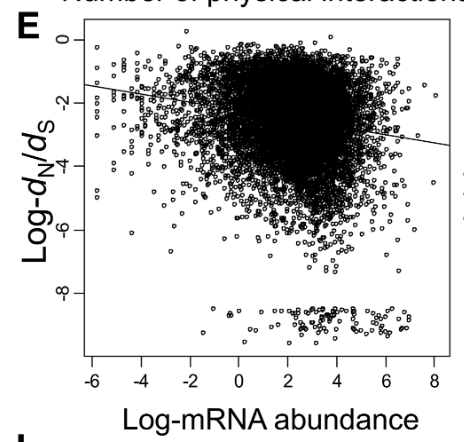 Number of physical interactions
E
Log-dN/dS
0
-2
-4
-6
-8
-6 -4 -2 0 2 4 6 8
Log-mRNA abundance